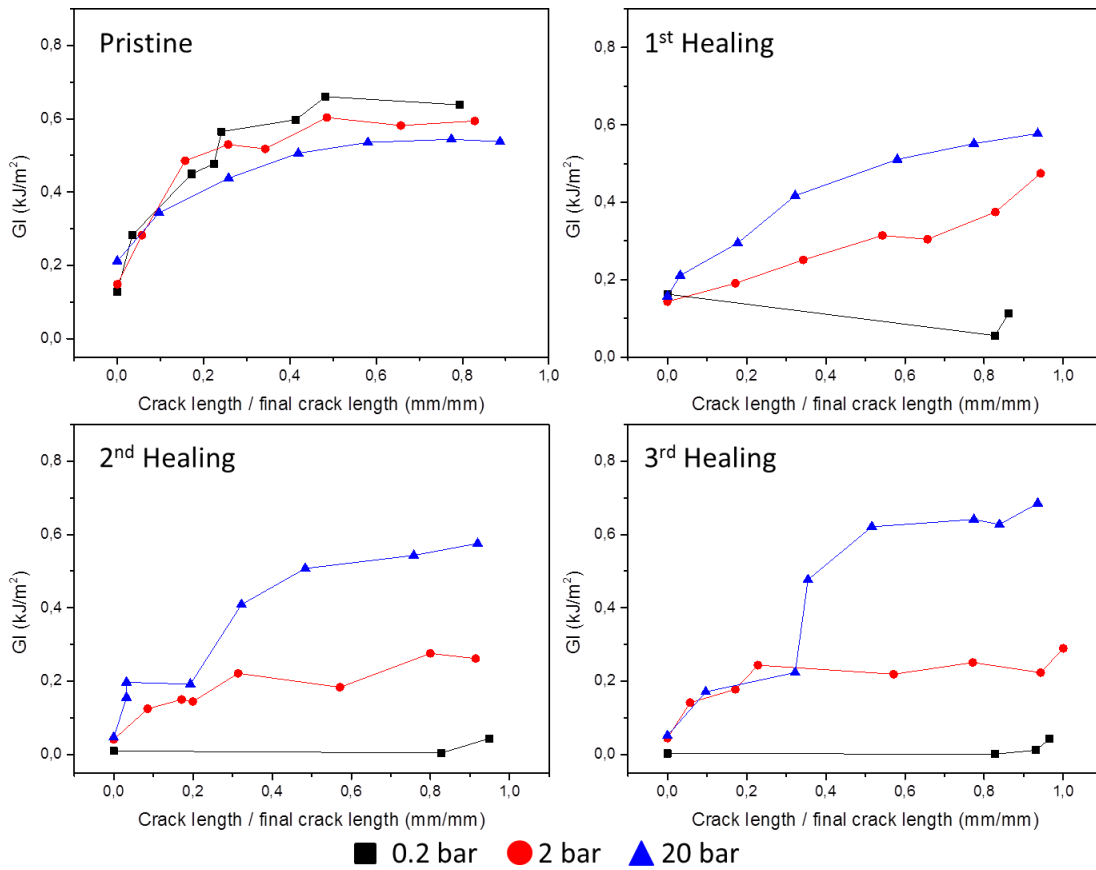 Pristine
GI (kJ/m²)
0,8
0,6
0,4
0,2
0,0
0,0 0,2 0,4 0,6 0,8 1,0
Crack length / final crack length (mm/mm)
1st Healing
GI (kJ/m²)
0,8
0,6
0,4
0,2
0,0
0,0 0,2 0,4 0,6 0,8 1,0
Crack length / final crack length (mm/mm)
2nd Healing
GI (kJ/m²)
0,8
0,6
0,4
0,2
0,0
0,0 0,2 0,4 0,6 0,8 1,0
Crack length / final crack length (mm/mm)
3rd Healing
GI (kJ/m²)
0,8
0,6
0,4
0,2
0,0
0,0 0,2 0,4 0,6 0,8 1,0
Crack length / final crack length (mm/mm)
0.2 bar 2 bar 20 bar